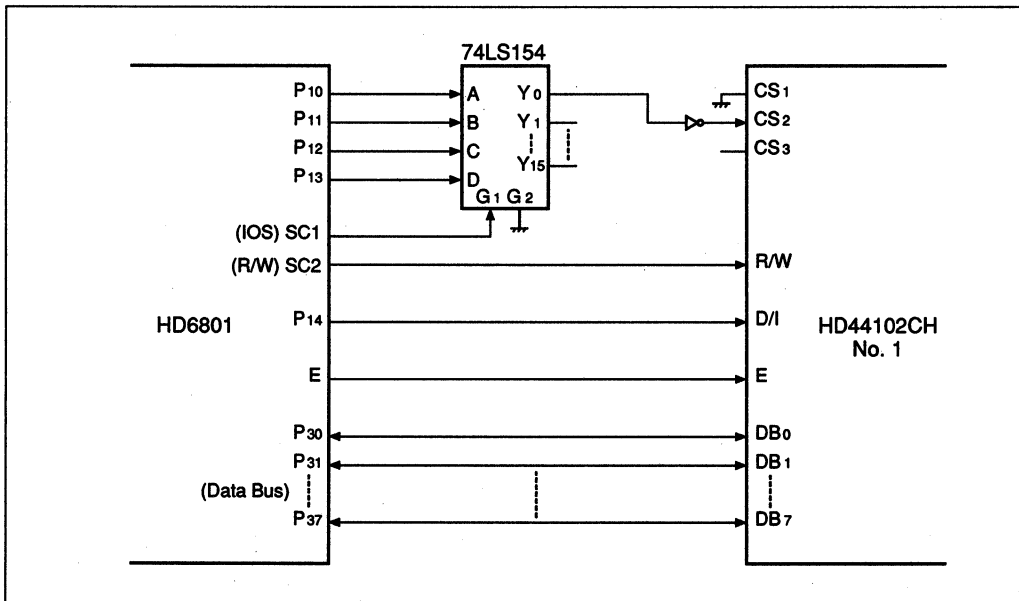 74LS154
P10 A Y0 CS1
P11 B Y1 CS2
P12 C CS3
P13 D Y15
G1 G2
(IOS) SC1
(R/W) SC2 R/W
HD6801 P14 D/I HD44102CH
No. 1
E E
P30 DB0
P31 DB1
(Data Bus)
P37 DB7